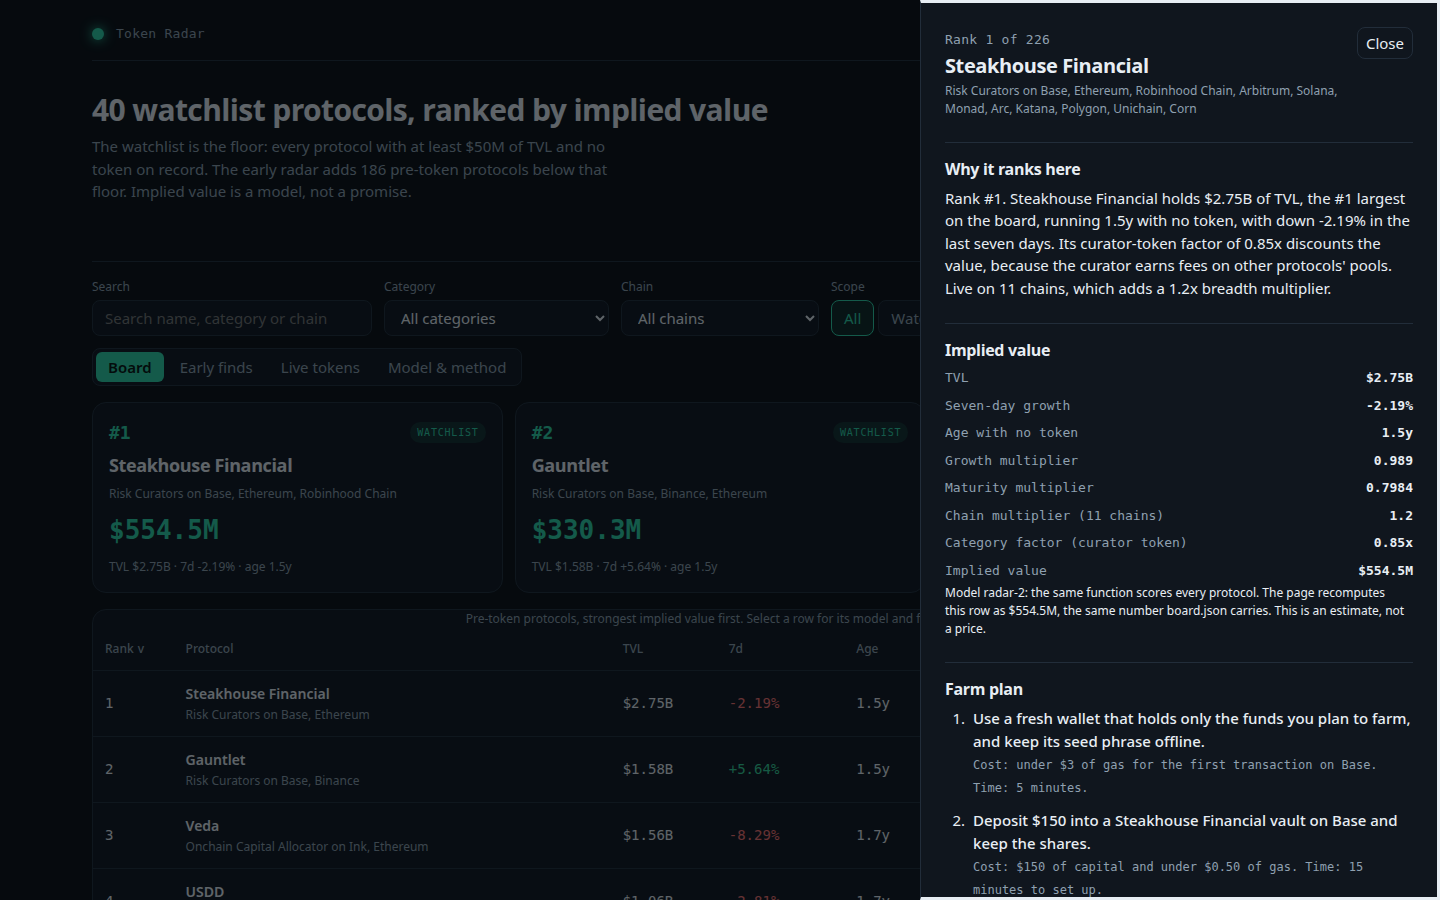 Token Radar
40 watchlist protocols, ranked by implied value
The watchlist is the floor: every protocol with at least $50M of TVL and no
token on record. The early radar adds 186 pre-token protocols below that
floor. Implied value is a model, not a promise.
Search
Category
Chain
Scope
Search name, category or chain
All categories
All chains
All
Wat
Board
Early finds
Live tokens
Model & method
#1
WATCHLIST
Steakhouse Financial
Risk Curators on Base, Ethereum, Robinhood Chain
$554.5M
TVL $2.75B · 7d -2.19% · age 1.5y
#2
WATCHLIST
Gauntlet
Risk Curators on Base, Binance, Ethereum
$330.3M
TVL $1.58B · 7d +5.64% · age 1.5y
Pre-token protocols, strongest implied value first. Select a row for its model and f
Rank v
Protocol
TVL
7d
Age
1
Steakhouse Financial
Risk Curators on Base, Ethereum
$2.75B
-2.19%
1.5y
2
Gauntlet
Risk Curators on Base, Binance
$1.58B
+5.64%
1.5y
3
Veda
Onchain Capital Allocator on Ink, Ethereum
$1.56B
-8.29%
1.7y
USDD
Rank 1 of 226
Close
Steakhouse Financial
Risk Curators on Base, Ethereum, Robinhood Chain, Arbitrum, Solana,
Monad, Arc, Katana, Polygon, Unichain, Corn
Why it ranks here
Rank #1. Steakhouse Financial holds $2.75B of TVL, the #1 largest
on the board, running 1.5y with no token, with down -2.19% in the
last seven days. Its curator-token factor of 0.85x discounts the
value, because the curator earns fees on other protocols' pools.
Live on 11 chains, which adds a 1.2x breadth multiplier.
Implied value
TVL
$2.75B
Seven-day growth
-2.19%
Age with no token
1.5y
Growth multiplier
0.989
Maturity multiplier
0.7984
Chain multiplier (11 chains)
1.2
Category factor (curator token)
0.85x
Implied value
$554.5M
Model radar-2: the same function scores every protocol. The page recomputes
this row as $554.5M, the same number board.json carries. This is an estimate, not
a price.
Farm plan
1. Use a fresh wallet that holds only the funds you plan to farm,
and keep its seed phrase offline.
Cost: under $3 of gas for the first transaction on Base.
Time: 5 minutes.
2. Deposit $150 into a Steakhouse Financial vault on Base and
keep the shares.
Cost: $150 of capital and under $0.50 of gas. Time: 15
minutes to set up.